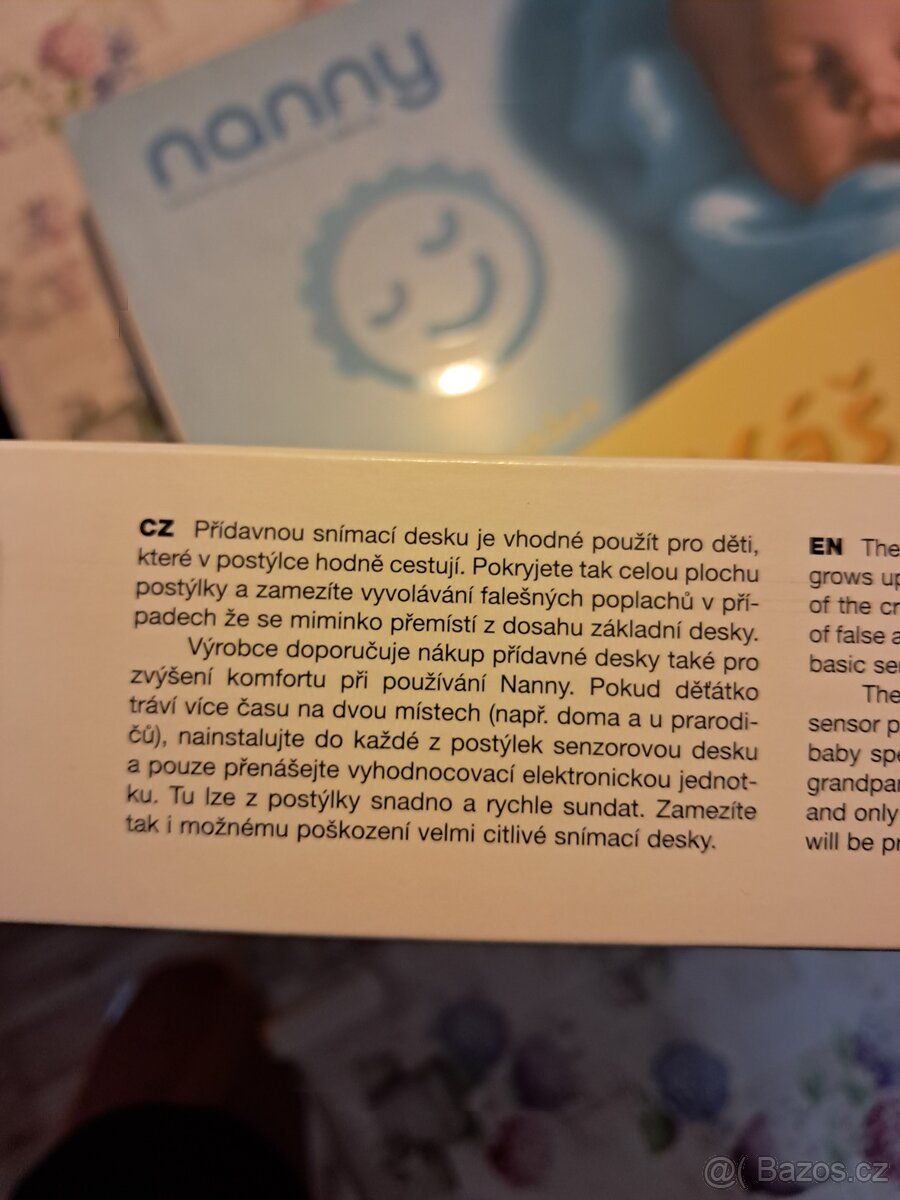 nanny
Váš
CZ Přídavnou snímací desku je vhodné použít pro děti,
které v postýlce hodně cestují. Pokryjete tak celou plochu
postýlky a zamezíte vyvolávání falešných poplachů v pří-
padech že se miminko přemístí z dosahu základní desky.
Výrobce doporučuje nákup přídavné desky také pro
zvýšení komfortu při používání Nanny. Pokud děťátko
tráví více času na dvou místech (např. doma a u prarodi-
čů), nainstalujte do každé z postýlek senzorovou desku
a pouze přenášejte vyhodnocovací elektronickou jednot-
ku. Tu lze z postýlky snadno a rychle sundat. Zamezíte
tak i možnému poškození velmi citlivé snímací desky.
EN The
grows up
of the cr
of false a
basic se
The
sensor p
baby spe
grandpar
and only
will be pr
@( Bazos.cz